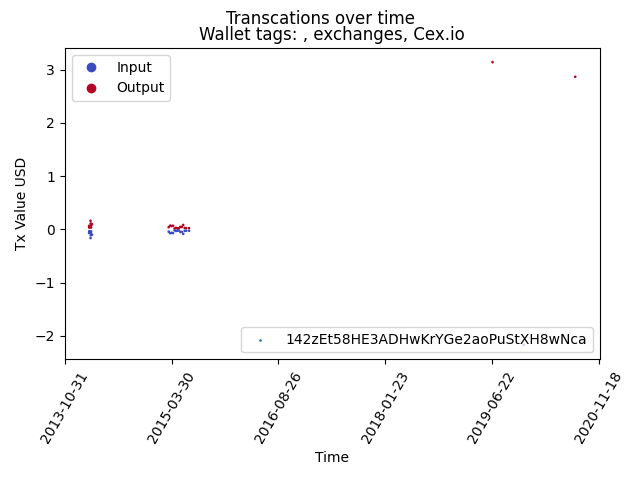 Transcations over time
Wallet tags: , exchanges, Cex.io
Input
Output
Tx Value USD
3
2
1
0
−1
−2
142zEt58HE3ADHwKrYGe2aoPuStXH8wNca
2013-10-31
2015-03-30
2016-08-26
2018-01-23
2019-06-22
2020-11-18
Time